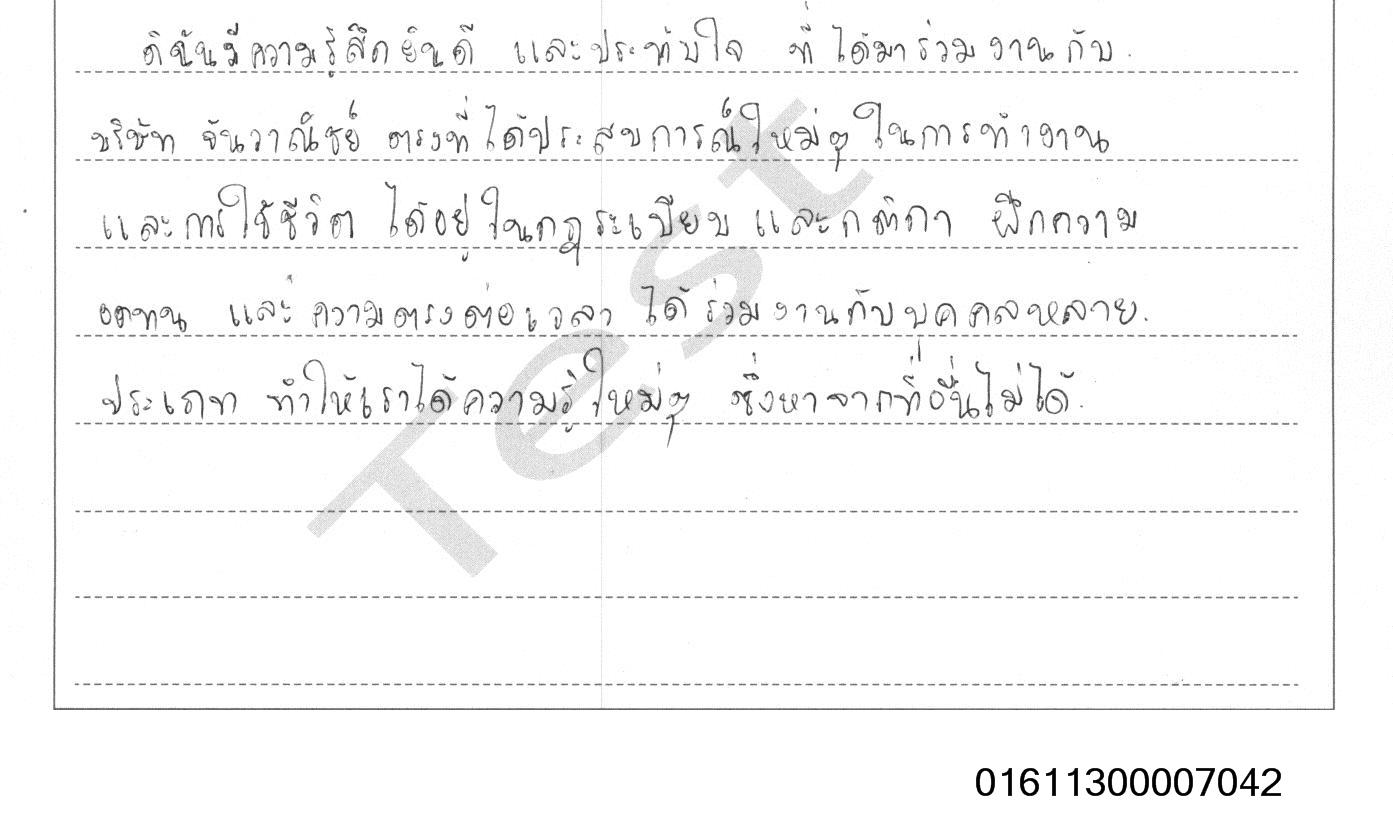 ดิฉันมีความรู้สึกยินดี และประทับใจ ที่ได้มาร่วมงานกับ
บริษัท จันวาณิชย์ ตรงที่ได้ประสบการณ์ใหม่ๆ ในการทำงาน
และการใช้ชีวิต ได้อยู่ในกฎระเบียบ และกติกา ฝึกความ
อดทน และความตรงต่อเวลา ได้ร่วมงานกับบุคคลหลาย
ประเภท ทำให้เราได้ความรู้ใหม่ๆ ซึ่งหาจากที่อื่นไม่ได้
Test
01611300007042